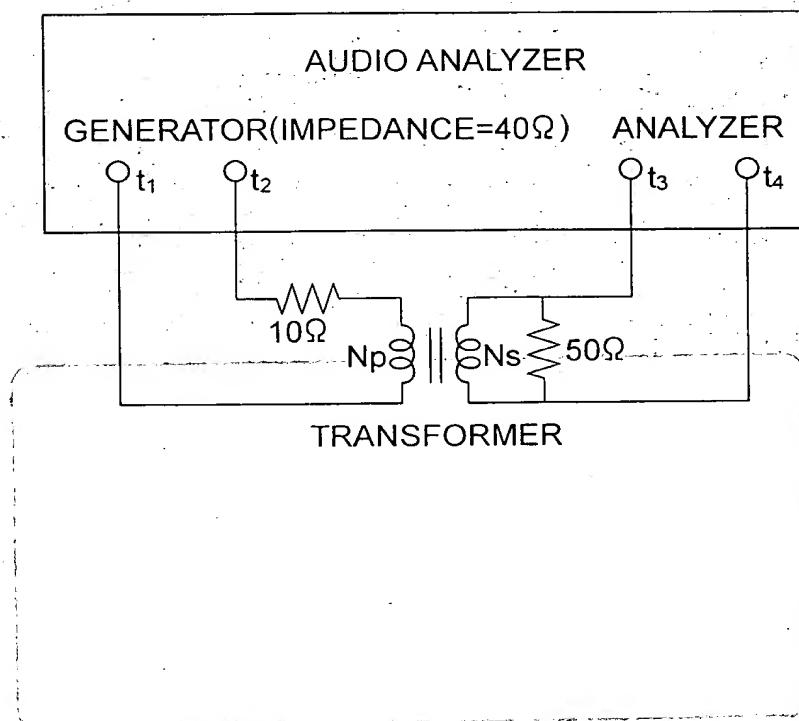 AUDIO ANALYZER
GENERATOR(IMPEDANCE=40Ω) ANALYZER
t1 t2 t3 t4
10Ω
Np Ns 50Ω
TRANSFORMER